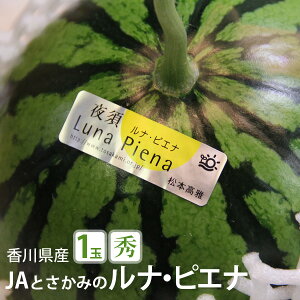 夜須
ルナ・ピエナ
Luna Piena
松本高雅
香川県産 1玉 秀
JAとさかみのルナ・ピエナ